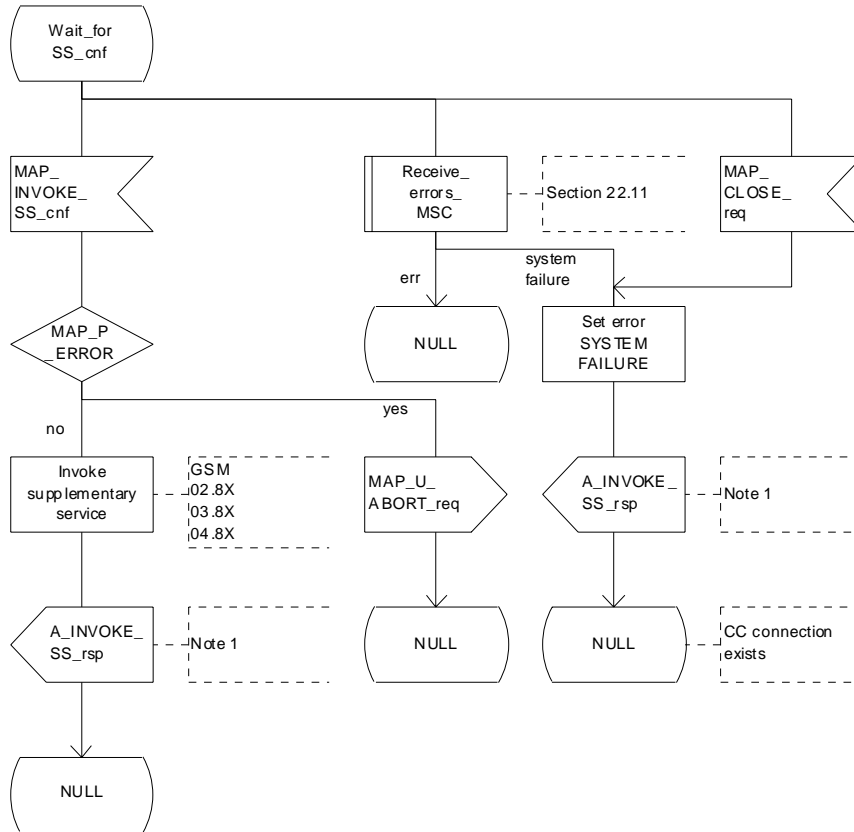 Wait_for
SS_cnf
MAP_
INVOKE_
SS_cnf
Receive_
errors_
MSC
Section 22.11
MAP_
CLOSE_
req
err
system
failure
MAP_P
_ERROR
NULL
Set error
SYSTEM
FAILURE
no
yes
Invoke
supplementary
service
GSM
02.8X
03.8X
04.8X
MAP_U_
ABORT_req
A_INVOKE_
SS_rsp
Note 1
A_INVOKE_
SS_rsp
Note 1
NULL
NULL
CC connection
exists
NULL